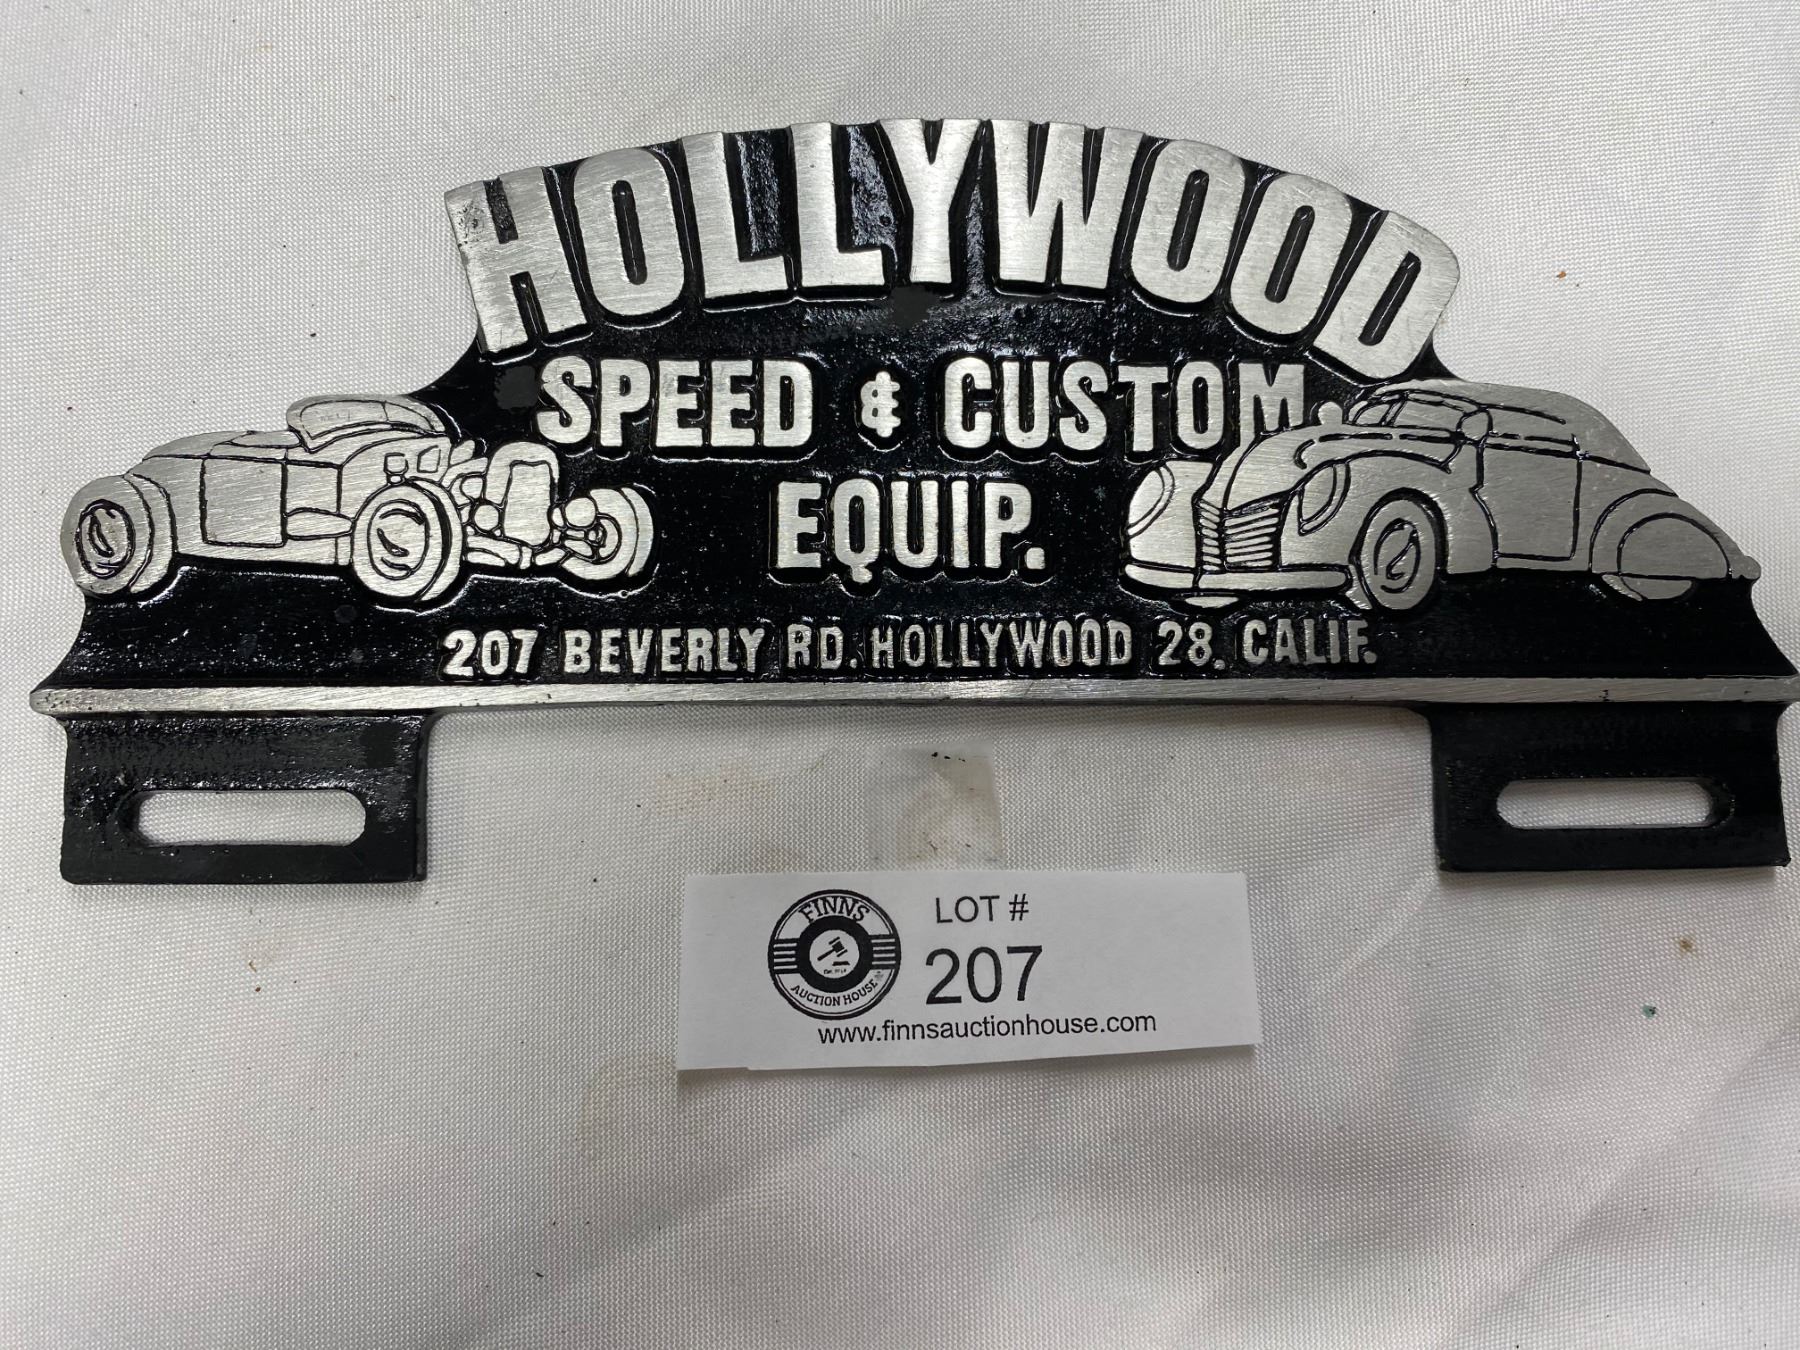 HOLLYWOOD
SPEED & CUSTOM.
EQUIP.
207 BEVERLY RD. HOLLYWOOD 28. CALIF.
FINNS
AUCTION HOUSE
LOT #
207
www.finnsauctionhouse.com